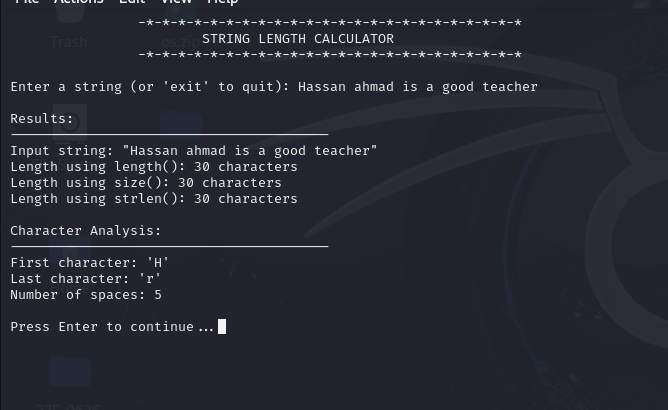 File Actions Edit View Help
-*-*-*-*-*-*-*-*-*-*-*-*-*-*-*-*-*-*-*-*-*-*-*-*
STRING LENGTH CALCULATOR
-*-*-*-*-*-*-*-*-*-*-*-*-*-*-*-*-*-*-*-*-*-*-*-*
Enter a string (or 'exit' to quit): Hassan ahmad is a good teacher
Results:
Input string: "Hassan ahmad is a good teacher"
Length using length(): 30 characters
Length using size(): 30 characters
Length using strlen(): 30 characters
Character Analysis:
First character: 'H'
Last character: 'r'
Number of spaces: 5
Press Enter to continue...
Trash